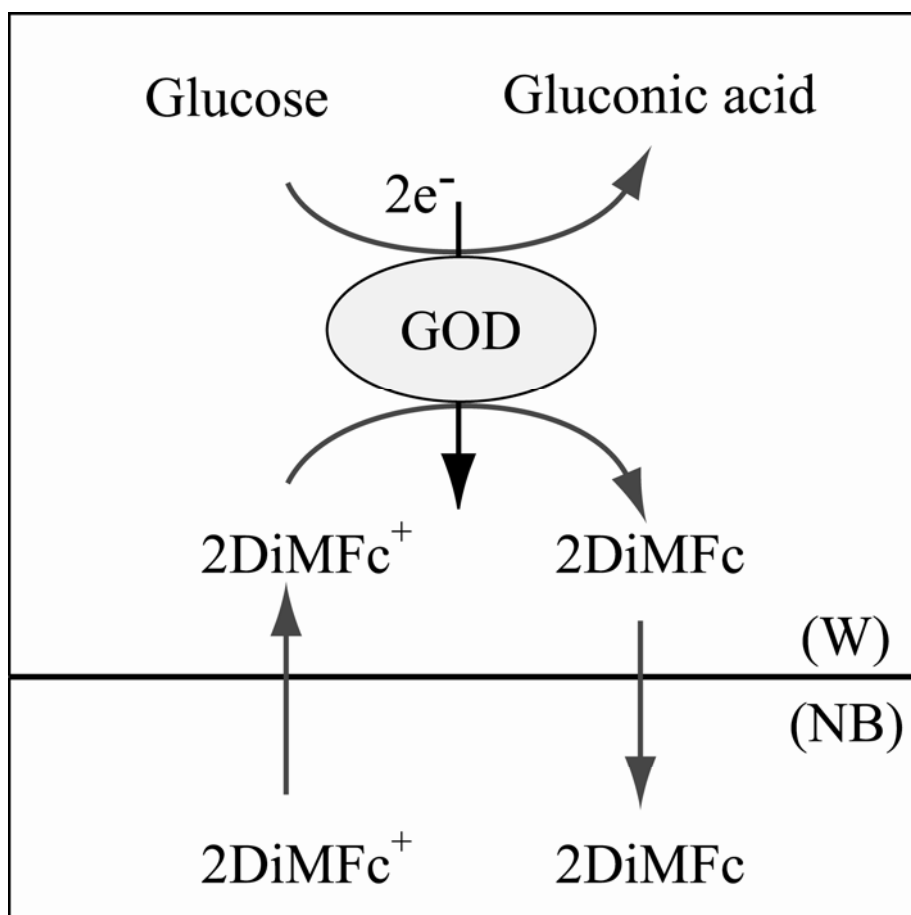 Glucose Gluconic acid
2e⁻
GOD
2DiMFc⁺ 2DiMFc
(W)
(NB)
2DiMFc⁺ 2DiMFc